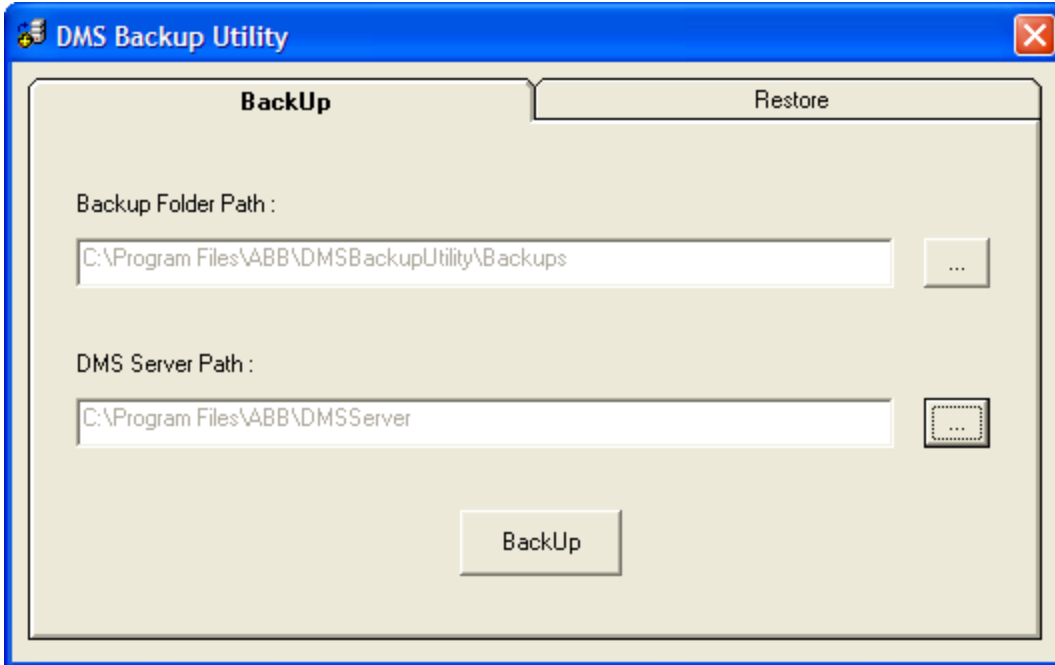 DMS Backup Utility
BackUp
Restore
Backup Folder Path :
C:\Program Files\ABB\DMSBackupUtility\Backups
...
DMS Server Path :
C:\Program Files\ABB\DMSServer
...
BackUp